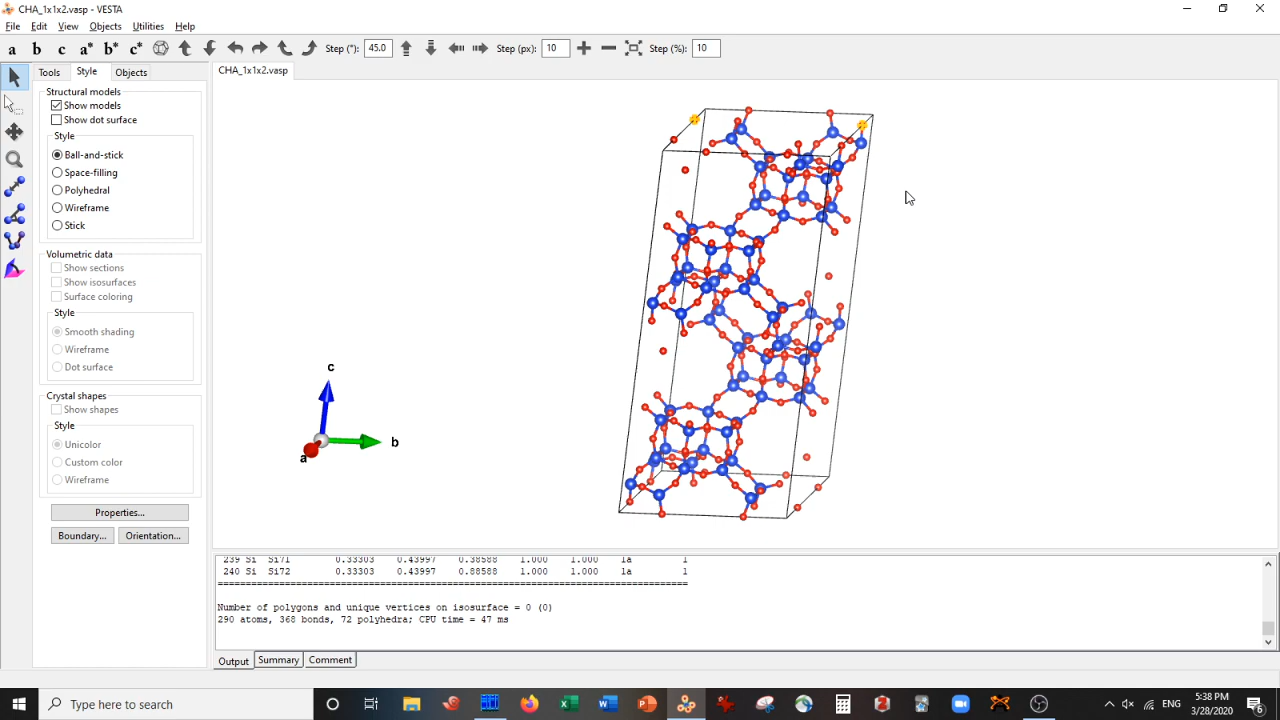 CHA_1x1x2.vasp - VESTA
File Edit View Objects Utilities Help
a b c a* b* c* Step (°): 45.0 Step (px): 10 Step (%): 10
Tools Style Objects
CHA_1x1x2.vasp
Structural models
Show models
Show dot surface
Style
Ball-and-stick
Space-filling
Polyhedral
Wireframe
Stick
Volumetric data
Show sections
Show isosurfaces
Surface coloring
Style
Smooth shading
Wireframe
Dot surface
Crystal shapes
Show shapes
Style
Unicolor
Custom color
Wireframe
Properties...
Boundary... Orientation...
c
b
a
239 Si Si71 0.33303 0.43997 0.38588 1.000 1.000 1a 1
240 Si Si72 0.33303 0.43997 0.88588 1.000 1.000 1a 1
================================================================================
Number of polygons and unique vertices on isosurface = 0 (0)
290 atoms, 368 bonds, 72 polyhedra; CPU time = 47 ms
Output Summary Comment
Type here to search
ENG
5:38 PM
3/28/2020
6